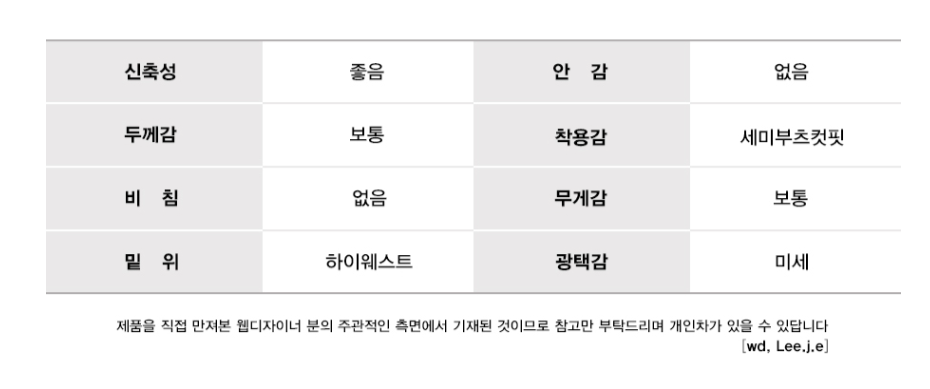 신축성 좋음 안 감 없음
두께감 보통 착용감 세미부츠컷핏
비 침 없음 무게감 보통
밑 위 하이웨스트 광택감 미세
제품을 직접 만져본 웹디자이너 분의 주관적인 측면에서 기재된 것이므로 참고만 부탁드리며 개인차가 있을 수 있답니다
[wd, Lee.j.e]